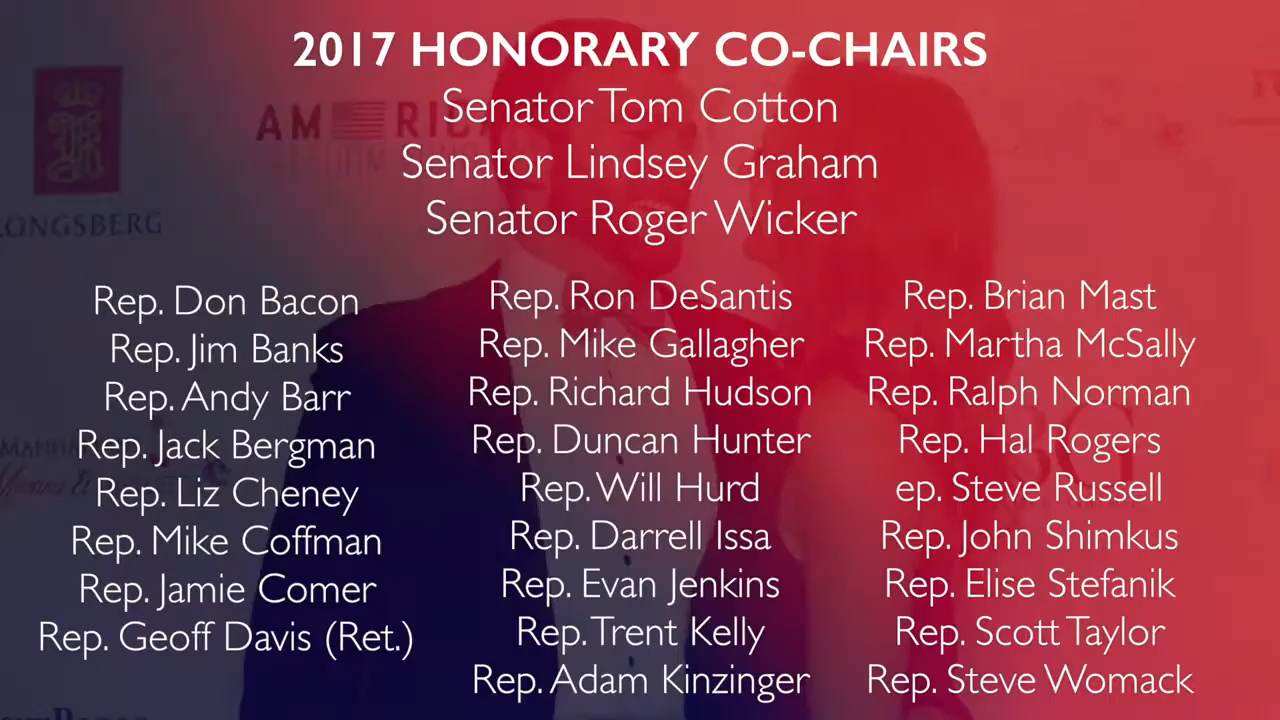 2017 HONORARY CO-CHAIRS
Senator Tom Cotton
Senator Lindsey Graham
Senator Roger Wicker
Rep. Don Bacon
Rep. Jim Banks
Rep. Andy Barr
Rep. Jack Bergman
Rep. Liz Cheney
Rep. Mike Coffman
Rep. Jamie Comer
Rep. Geoff Davis (Ret.)
Rep. Ron DeSantis
Rep. Mike Gallagher
Rep. Richard Hudson
Rep. Duncan Hunter
Rep. Will Hurd
Rep. Darrell Issa
Rep. Evan Jenkins
Rep. Trent Kelly
Rep. Adam Kinzinger
Rep. Brian Mast
Rep. Martha McSally
Rep. Ralph Norman
Rep. Hal Rogers
ep. Steve Russell
Rep. John Shimkus
Rep. Elise Stefanik
Rep. Scott Taylor
Rep. Steve Womack
ONGSBERG